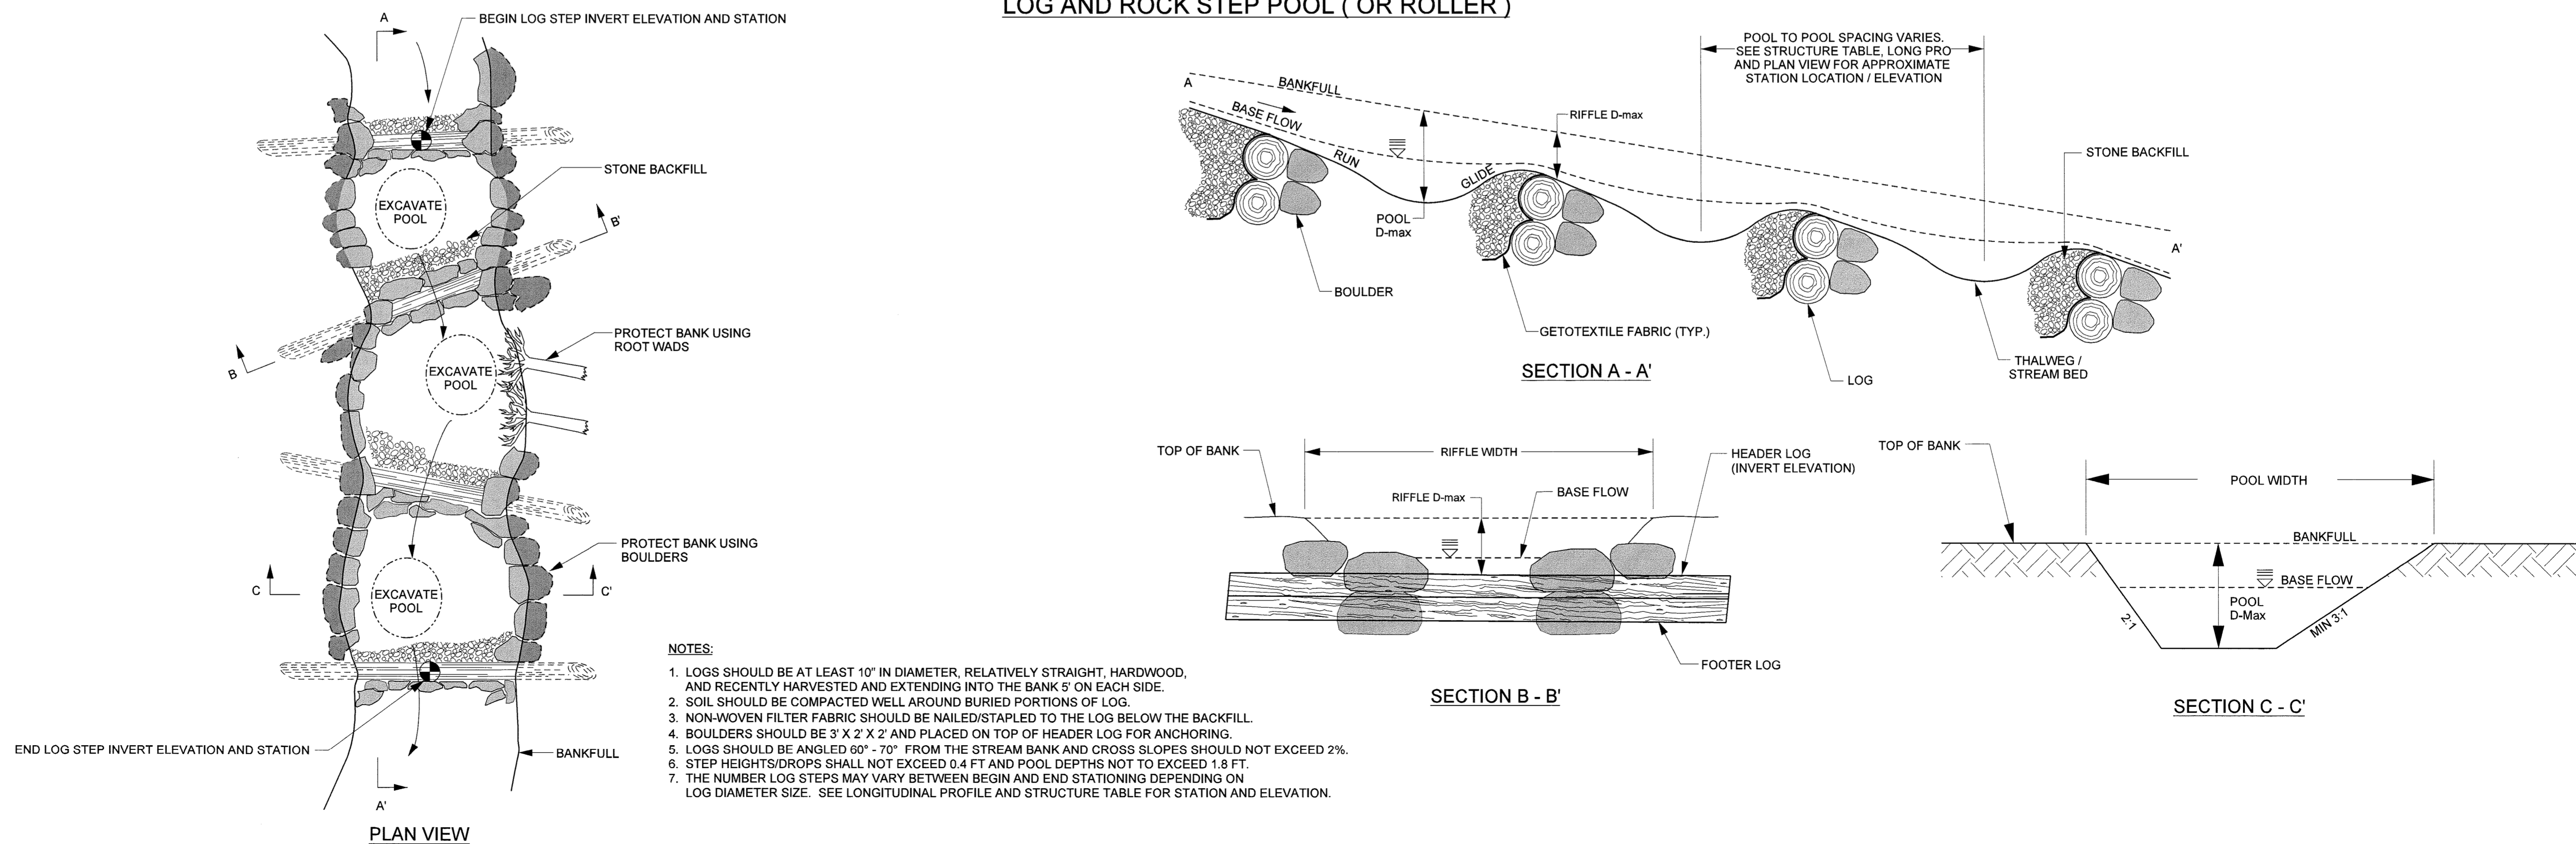 LOG AND ROCK STEP POOL ( OR ROLLER )
A
BEGIN LOG STEP INVERT ELEVATION AND STATION
STONE BACKFILL
EXCAVATE
POOL
B'
PROTECT BANK USING
ROOT WADS
B
EXCAVATE
POOL
PROTECT BANK USING
BOULDERS
C
C'
EXCAVATE
POOL
END LOG STEP INVERT ELEVATION AND STATION
BANKFULL
A'
PLAN VIEW
NOTES:
1. LOGS SHOULD BE AT LEAST 10" IN DIAMETER, RELATIVELY STRAIGHT, HARDWOOD,
AND RECENTLY HARVESTED AND EXTENDING INTO THE BANK 5' ON EACH SIDE.
2. SOIL SHOULD BE COMPACTED WELL AROUND BURIED PORTIONS OF LOG.
3. NON-WOVEN FILTER FABRIC SHOULD BE NAILED/STAPLED TO THE LOG BELOW THE BACKFILL.
4. BOULDERS SHOULD BE 3' X 2' X 2' AND PLACED ON TOP OF HEADER LOG FOR ANCHORING.
5. LOGS SHOULD BE ANGLED 60° - 70° FROM THE STREAM BANK AND CROSS SLOPES SHOULD NOT EXCEED 2%.
6. STEP HEIGHTS/DROPS SHALL NOT EXCEED 0.4 FT AND POOL DEPTHS NOT TO EXCEED 1.8 FT.
7. THE NUMBER LOG STEPS MAY VARY BETWEEN BEGIN AND END STATIONING DEPENDING ON
LOG DIAMETER SIZE. SEE LONGITUDINAL PROFILE AND STRUCTURE TABLE FOR STATION AND ELEVATION.
POOL TO POOL SPACING VARIES.
SEE STRUCTURE TABLE, LONG PRO
AND PLAN VIEW FOR APPROXIMATE
STATION LOCATION / ELEVATION
A
BANKFULL
BASE FLOW
RIFFLE D-max
RUN
GLIDE
STONE BACKFILL
POOL
D-max
A'
BOULDER
GETOTEXTILE FABRIC (TYP.)
THALWEG /
STREAM BED
LOG
SECTION A - A'
TOP OF BANK
RIFFLE WIDTH
HEADER LOG
(INVERT ELEVATION)
RIFFLE D-max
BASE FLOW
FOOTER LOG
SECTION B - B'
TOP OF BANK
POOL WIDTH
BANKFULL
BASE FLOW
POOL
D-Max
2:1
MIN 3:1
SECTION C - C'